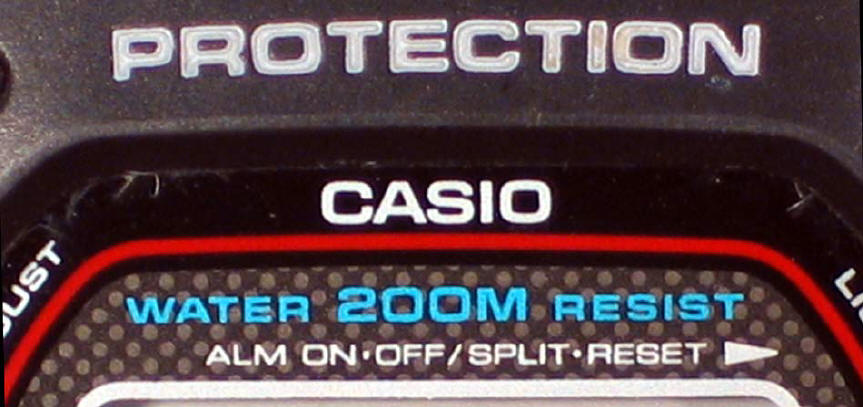 PROTECTION
CASIO
WATER 200M RESIST
ALM ON·OFF/SPLIT·RESET